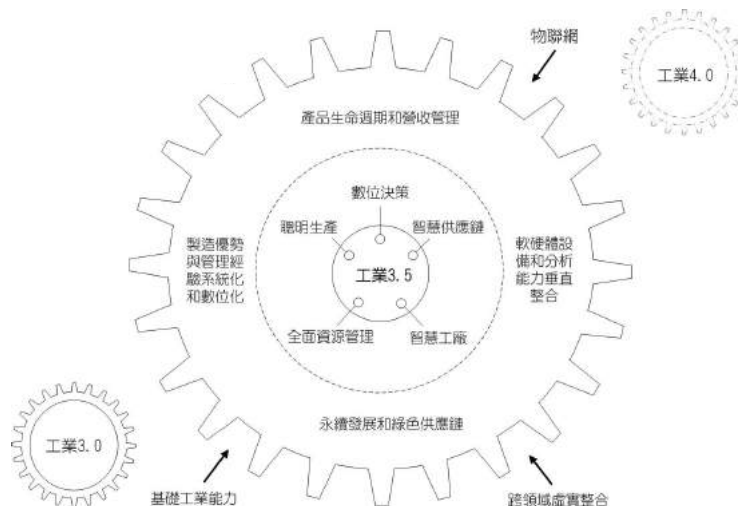 物聯網
工業4.0
產品生命週期和營收管理
數位決策
聰明生產
智慧供應鏈
製造優勢
與管理經
驗系統化
和數位化
工業3.5
軟硬體設
備和分析
能力垂直
整合
全面資源管理
智慧工廠
永續發展和綠色供應鏈
工業3.0
基礎工業能力
跨領域虛實整合